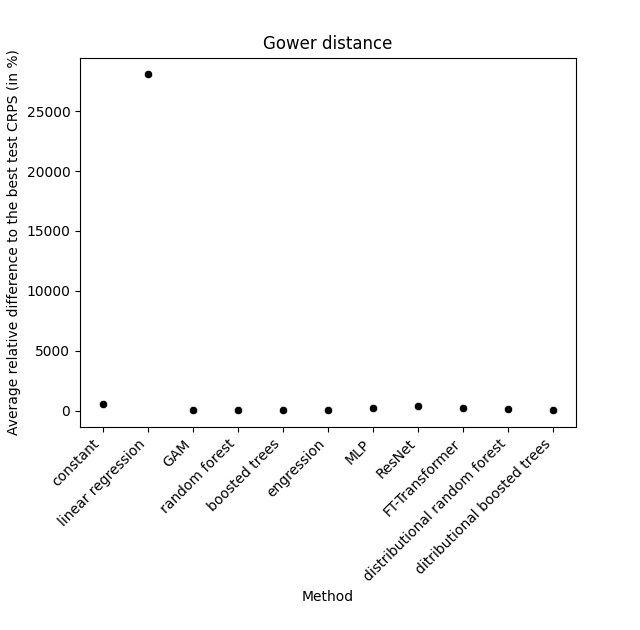 Gower distance
Average relative difference to the best test CRPS (in %)
25000
20000
15000
10000
5000
0
constant
linear regression
GAM
random forest
boosted trees
engression
MLP
ResNet
FT-Transformer
distributional random forest
ditributional boosted trees
Method